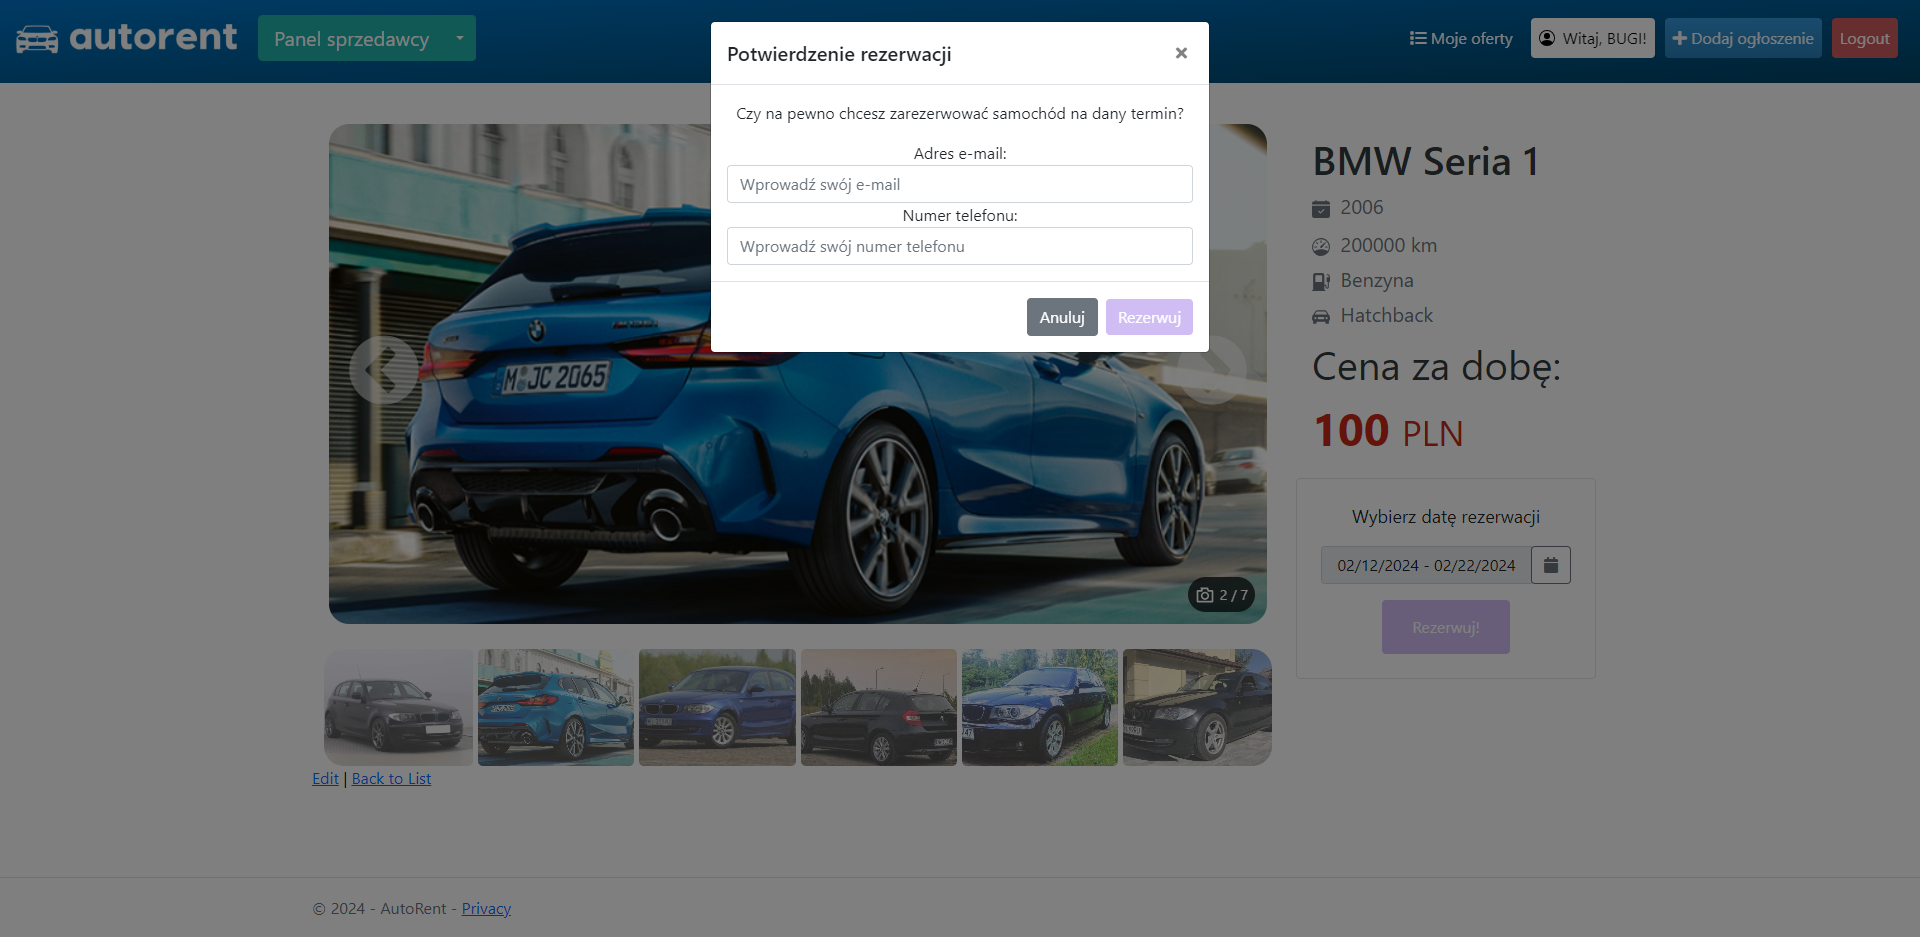 autorent
Panel sprzedawcy
Moje oferty
Witaj, BUGI!
Dodaj ogłoszenie
Logout
Potwierdzenie rezerwacji
×
Czy na pewno chcesz zarezerwować samochód na dany termin?
Adres e-mail:
Wprowadź swój e-mail
Numer telefonu:
Wprowadź swój numer telefonu
Anuluj
Rezerwuj
M JC 2065
2 / 7
BMW Seria 1
2006
200000 km
Benzyna
Hatchback
Cena za dobę:
100 PLN
Wybierz datę rezerwacji
02/12/2024 - 02/22/2024
Rezerwuj!
Edit | Back to List
© 2024 - AutoRent - Privacy